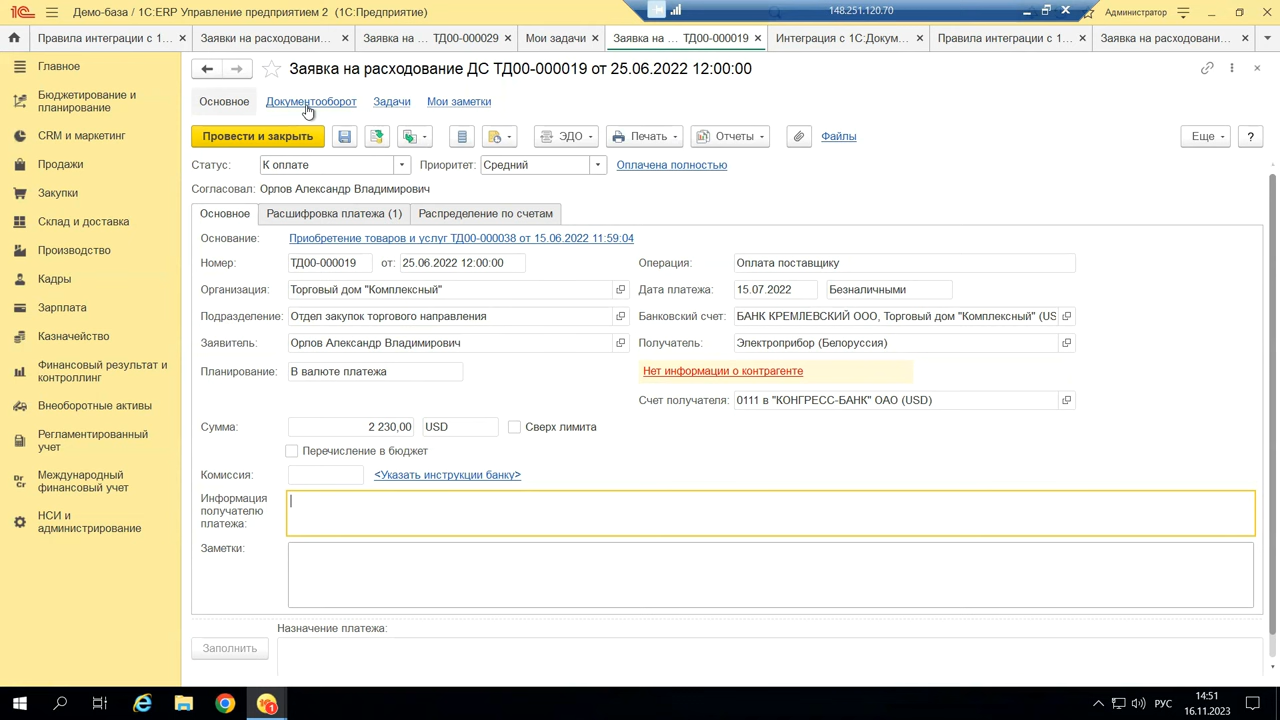 Демо-база / 1С:ERP Управление предприятием 2 (1С:Предприятие)
148.251.120.70
Администратор
Правила интеграции с 1...
Заявки на расходовани...
Заявка на ... ТД00-000029
Мои задачи
Заявка на ... ТД00-000019
Интеграция с 1С:Докум...
Правила интеграции с 1...
Заявка на расходовани...
Главное
Бюджетирование и
планирование
CRM и маркетинг
Продажи
Закупки
Склад и доставка
Производство
Кадры
Зарплата
Казначейство
Финансовый результат и
контроллинг
Внеоборотные активы
Регламентированный
учет
Международный
финансовый учет
НСИ и
администрирование
Заявка на расходование ДС ТД00-000019 от 25.06.2022 12:00:00
Основное Документооборот Задачи Мои заметки
Провести и закрыть ЭДО Печать Отчеты Файлы Еще ?
Статус: К оплате Приоритет: Средний Оплачена полностью
Согласовал: Орлов Александр Владимирович
Основное Расшифровка платежа (1) Распределение по счетам
Основание: Приобретение товаров и услуг ТД00-000038 от 15.06.2022 11:59:04
Номер: ТД00-000019 от: 25.06.2022 12:00:00 Операция: Оплата поставщику
Организация: Торговый дом "Комплексный" Дата платежа: 15.07.2022 Безналичными
Подразделение: Отдел закупок торгового направления Банковский счет: БАНК КРЕМЛЕВСКИЙ ООО, Торговый дом "Комплексный" (US
Заявитель: Орлов Александр Владимирович Получатель: Электроприбор (Белоруссия)
Планирование: В валюте платежа Нет информации о контрагенте
Счет получателя: 0111 в "КОНГРЕСС-БАНК" ОАО (USD)
Сумма: 2 230,00 USD Сверх лимита
Перечисление в бюджет
Комиссия: <Указать инструкции банку>
Информация
получателю
платежа:
Заметки:
Назначение платежа:
Заполнить
РУС
14:51
16.11.2023